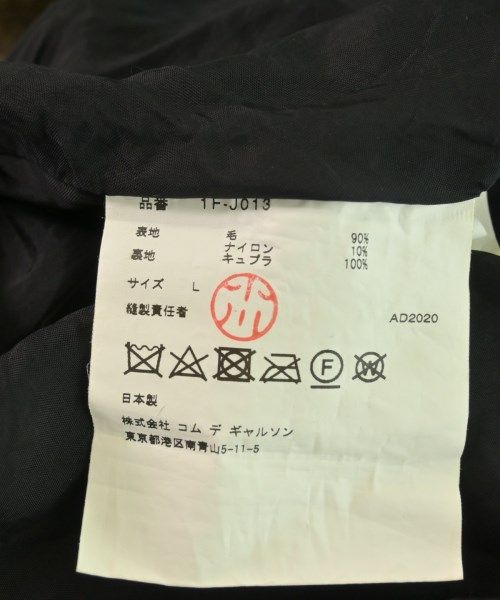 品番 1F-J013
表地 毛 90%
ナイロン 10%
裏地 キュプラ 100%
サイズ L
縫製責任者 AD2020
F W
日本製
株式会社 コム デ ギャルソン
東京都港区南青山5-11-5